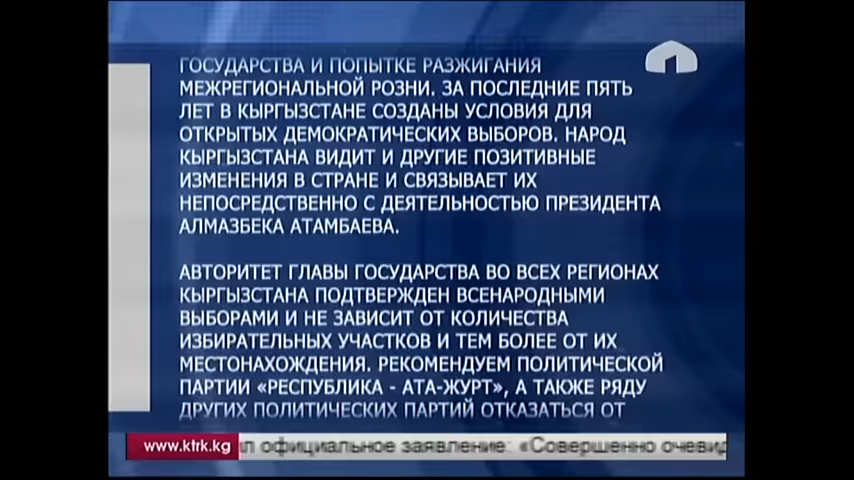 ГОСУДАРСТВА И ПОПЫТКЕ РАЗЖИГАНИЯ
МЕЖРЕГИОНАЛЬНОЙ РОЗНИ. ЗА ПОСЛЕДНИЕ ПЯТЬ
ЛЕТ В КЫРГЫЗСТАНЕ СОЗДАНЫ УСЛОВИЯ ДЛЯ
ОТКРЫТЫХ ДЕМОКРАТИЧЕСКИХ ВЫБОРОВ. НАРОД
КЫРГЫЗСТАНА ВИДИТ И ДРУГИЕ ПОЗИТИВНЫЕ
ИЗМЕНЕНИЯ В СТРАНЕ И СВЯЗЫВАЕТ ИХ
НЕПОСРЕДСТВЕННО С ДЕЯТЕЛЬНОСТЬЮ ПРЕЗИДЕНТА
АЛМАЗБЕКА АТАМБАЕВА.
АВТОРИТЕТ ГЛАВЫ ГОСУДАРСТВА ВО ВСЕХ РЕГИОНАХ
КЫРГЫЗСТАНА ПОДТВЕРЖДЕН ВСЕНАРОДНЫМИ
ВЫБОРАМИ И НЕ ЗАВИСИТ ОТ КОЛИЧЕСТВА
ИЗБИРАТЕЛЬНЫХ УЧАСТКОВ И ТЕМ БОЛЕЕ ОТ ИХ
МЕСТОНАХОЖДЕНИЯ. РЕКОМЕНДУЕМ ПОЛИТИЧЕСКОЙ
ПАРТИИ «РЕСПУБЛИКА - АТА-ЖУРТ», А ТАКЖЕ РЯДУ
ДРУГИХ ПОЛИТИЧЕСКИХ ПАРТИЙ ОТКАЗАТЬСЯ ОТ
www.ktrk.kg л официальное заявление: «Совершенно очевид